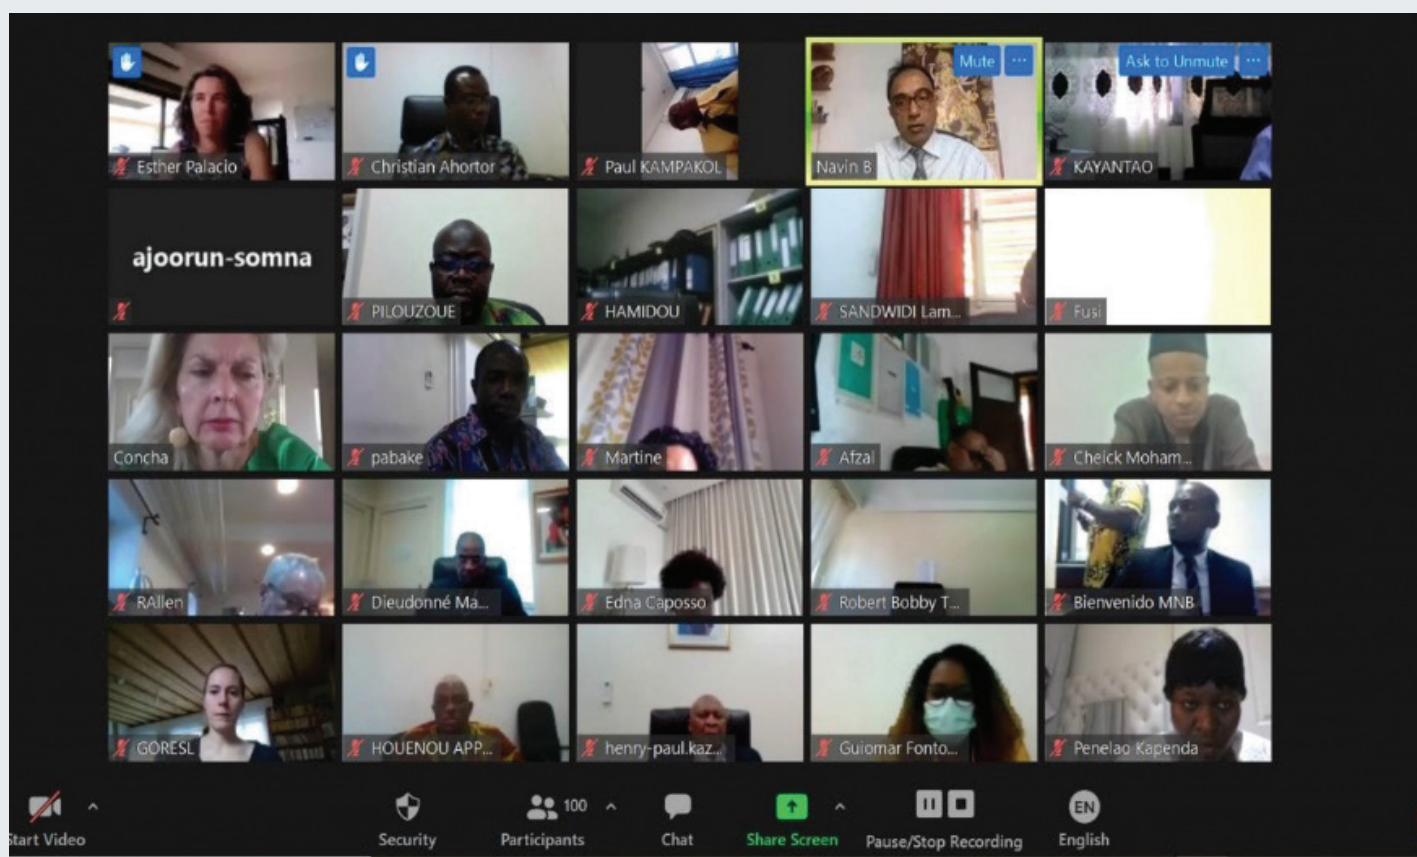 Esther Palacio
Christian Ahortor
Paul KAMPAKOL
Mute ...
Navin B
Ask to Unmute ...
KAYANTAO
ajoorun-somna
PILOUZOUE
HAMIDOU
SANDWIDI Lam...
Fusi
Concha
pabake
Martine
Afzal
Cheick Moham...
RAllen
Dieudonné Ma...
Edna Caposso
Robert Bobby T...
Bienvenido MNB
GORESL
HOUENOU APP...
henry-paul.kaz...
Guiomar Fonto...
Penelao Kapenda
Start Video
Security
100
Participants
Chat
Share Screen
Pause/Stop Recording
EN
English